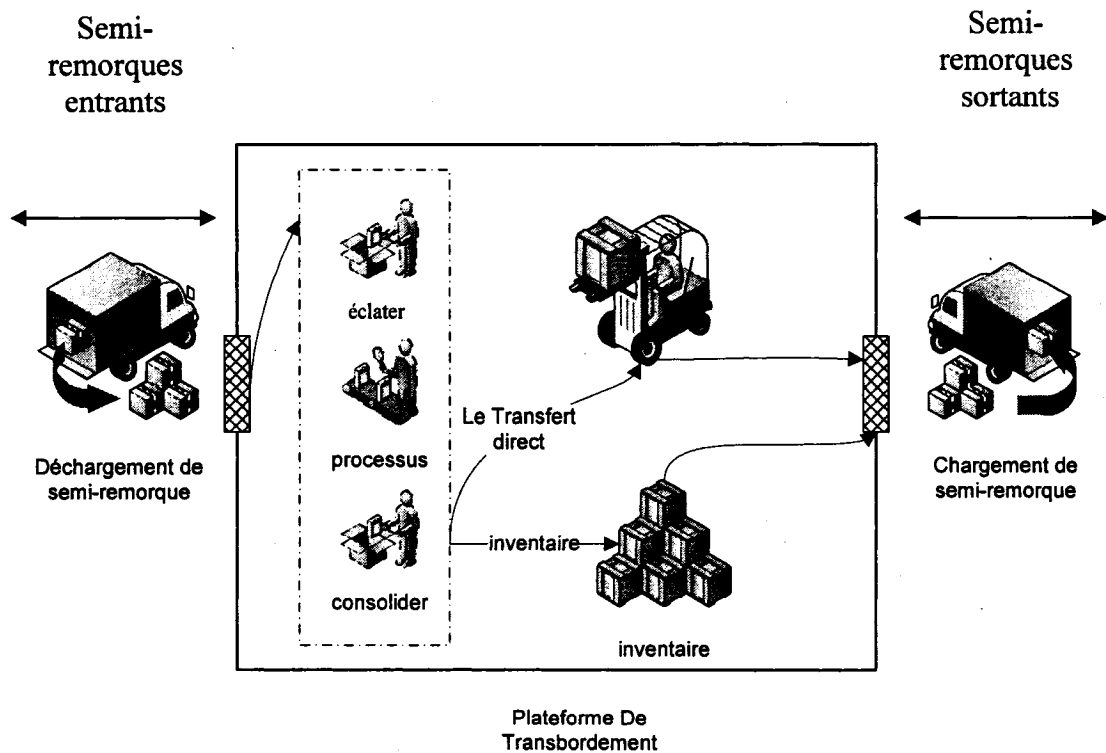 Semi-
remorques
entrants
Semi-
remorques
sortants
éclater
processus
consolider
Le Transfert
direct
inventaire
inventaire
Déchargement de
semi-remorque
Chargement de
semi-remorque
Plateforme De
Transbordement